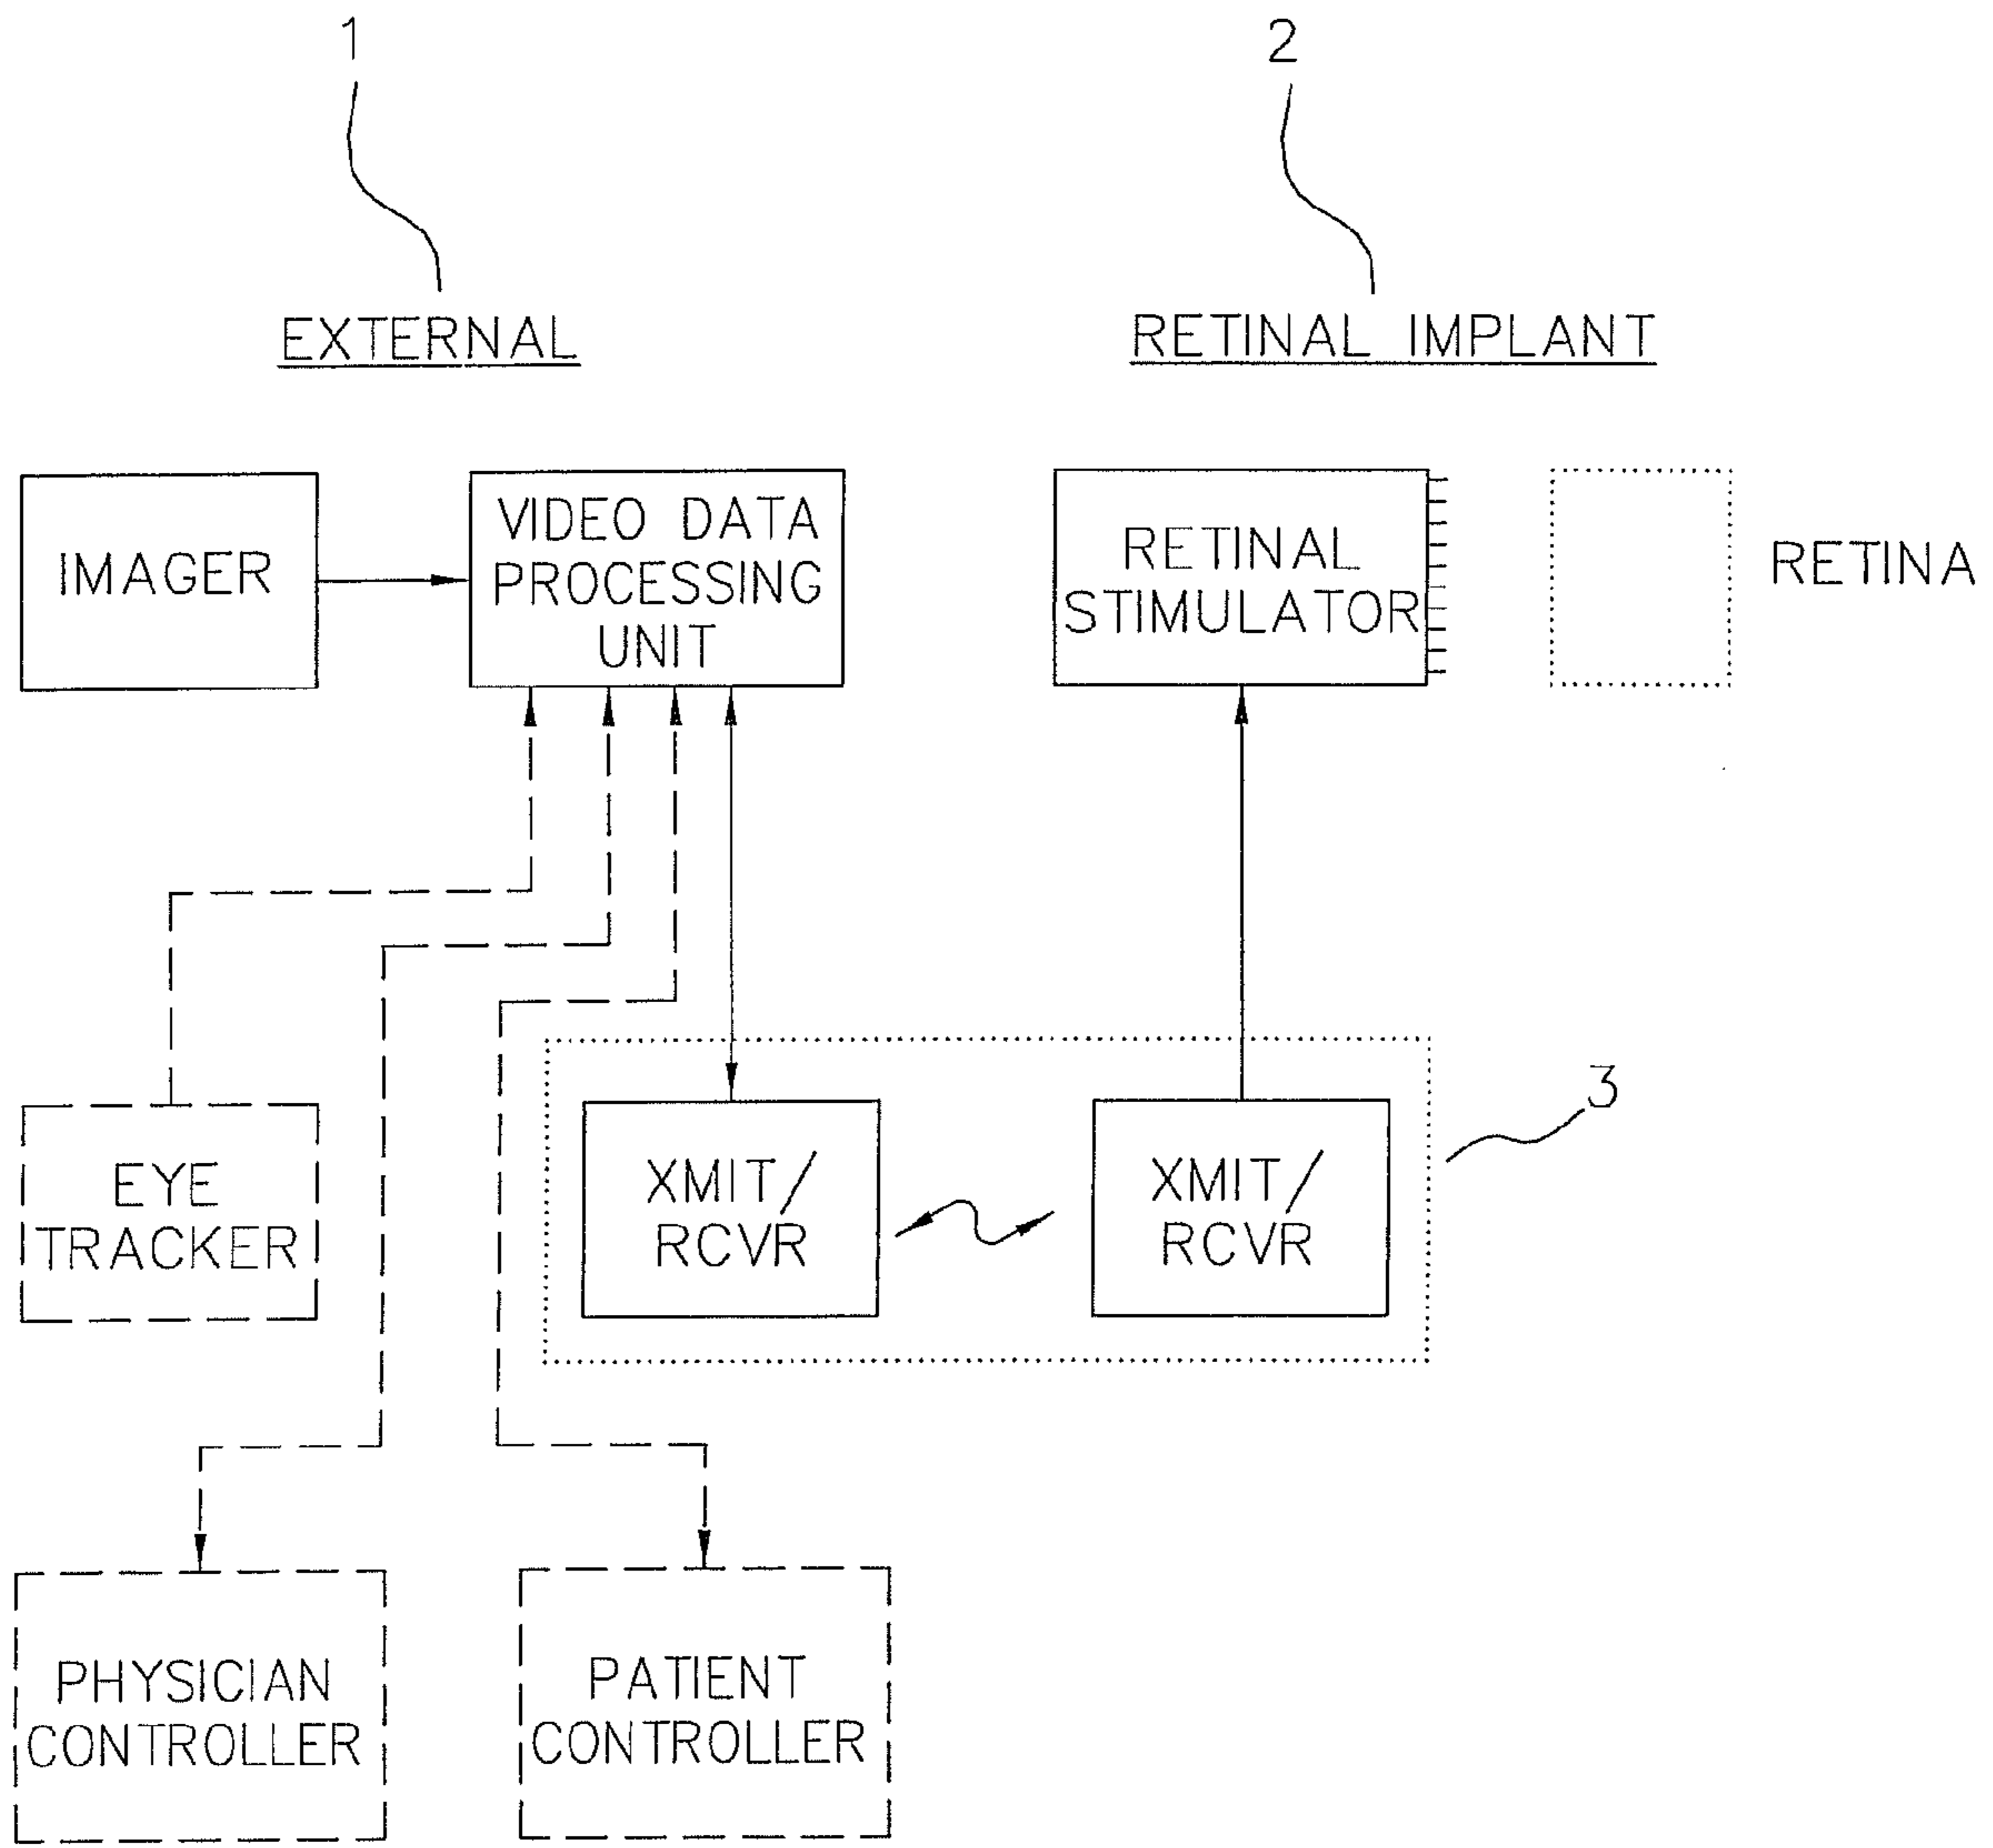 1
2
EXTERNAL
RETINAL IMPLANT
IMAGER
VIDEO DATA
PROCESSING
UNIT
RETINAL
STIMULATOR
RETINA
3
EYE
TRACKER
XMIT/
RCVR
XMIT/
RCVR
PHYSICIAN
CONTROLLER
PATIENT
CONTROLLER